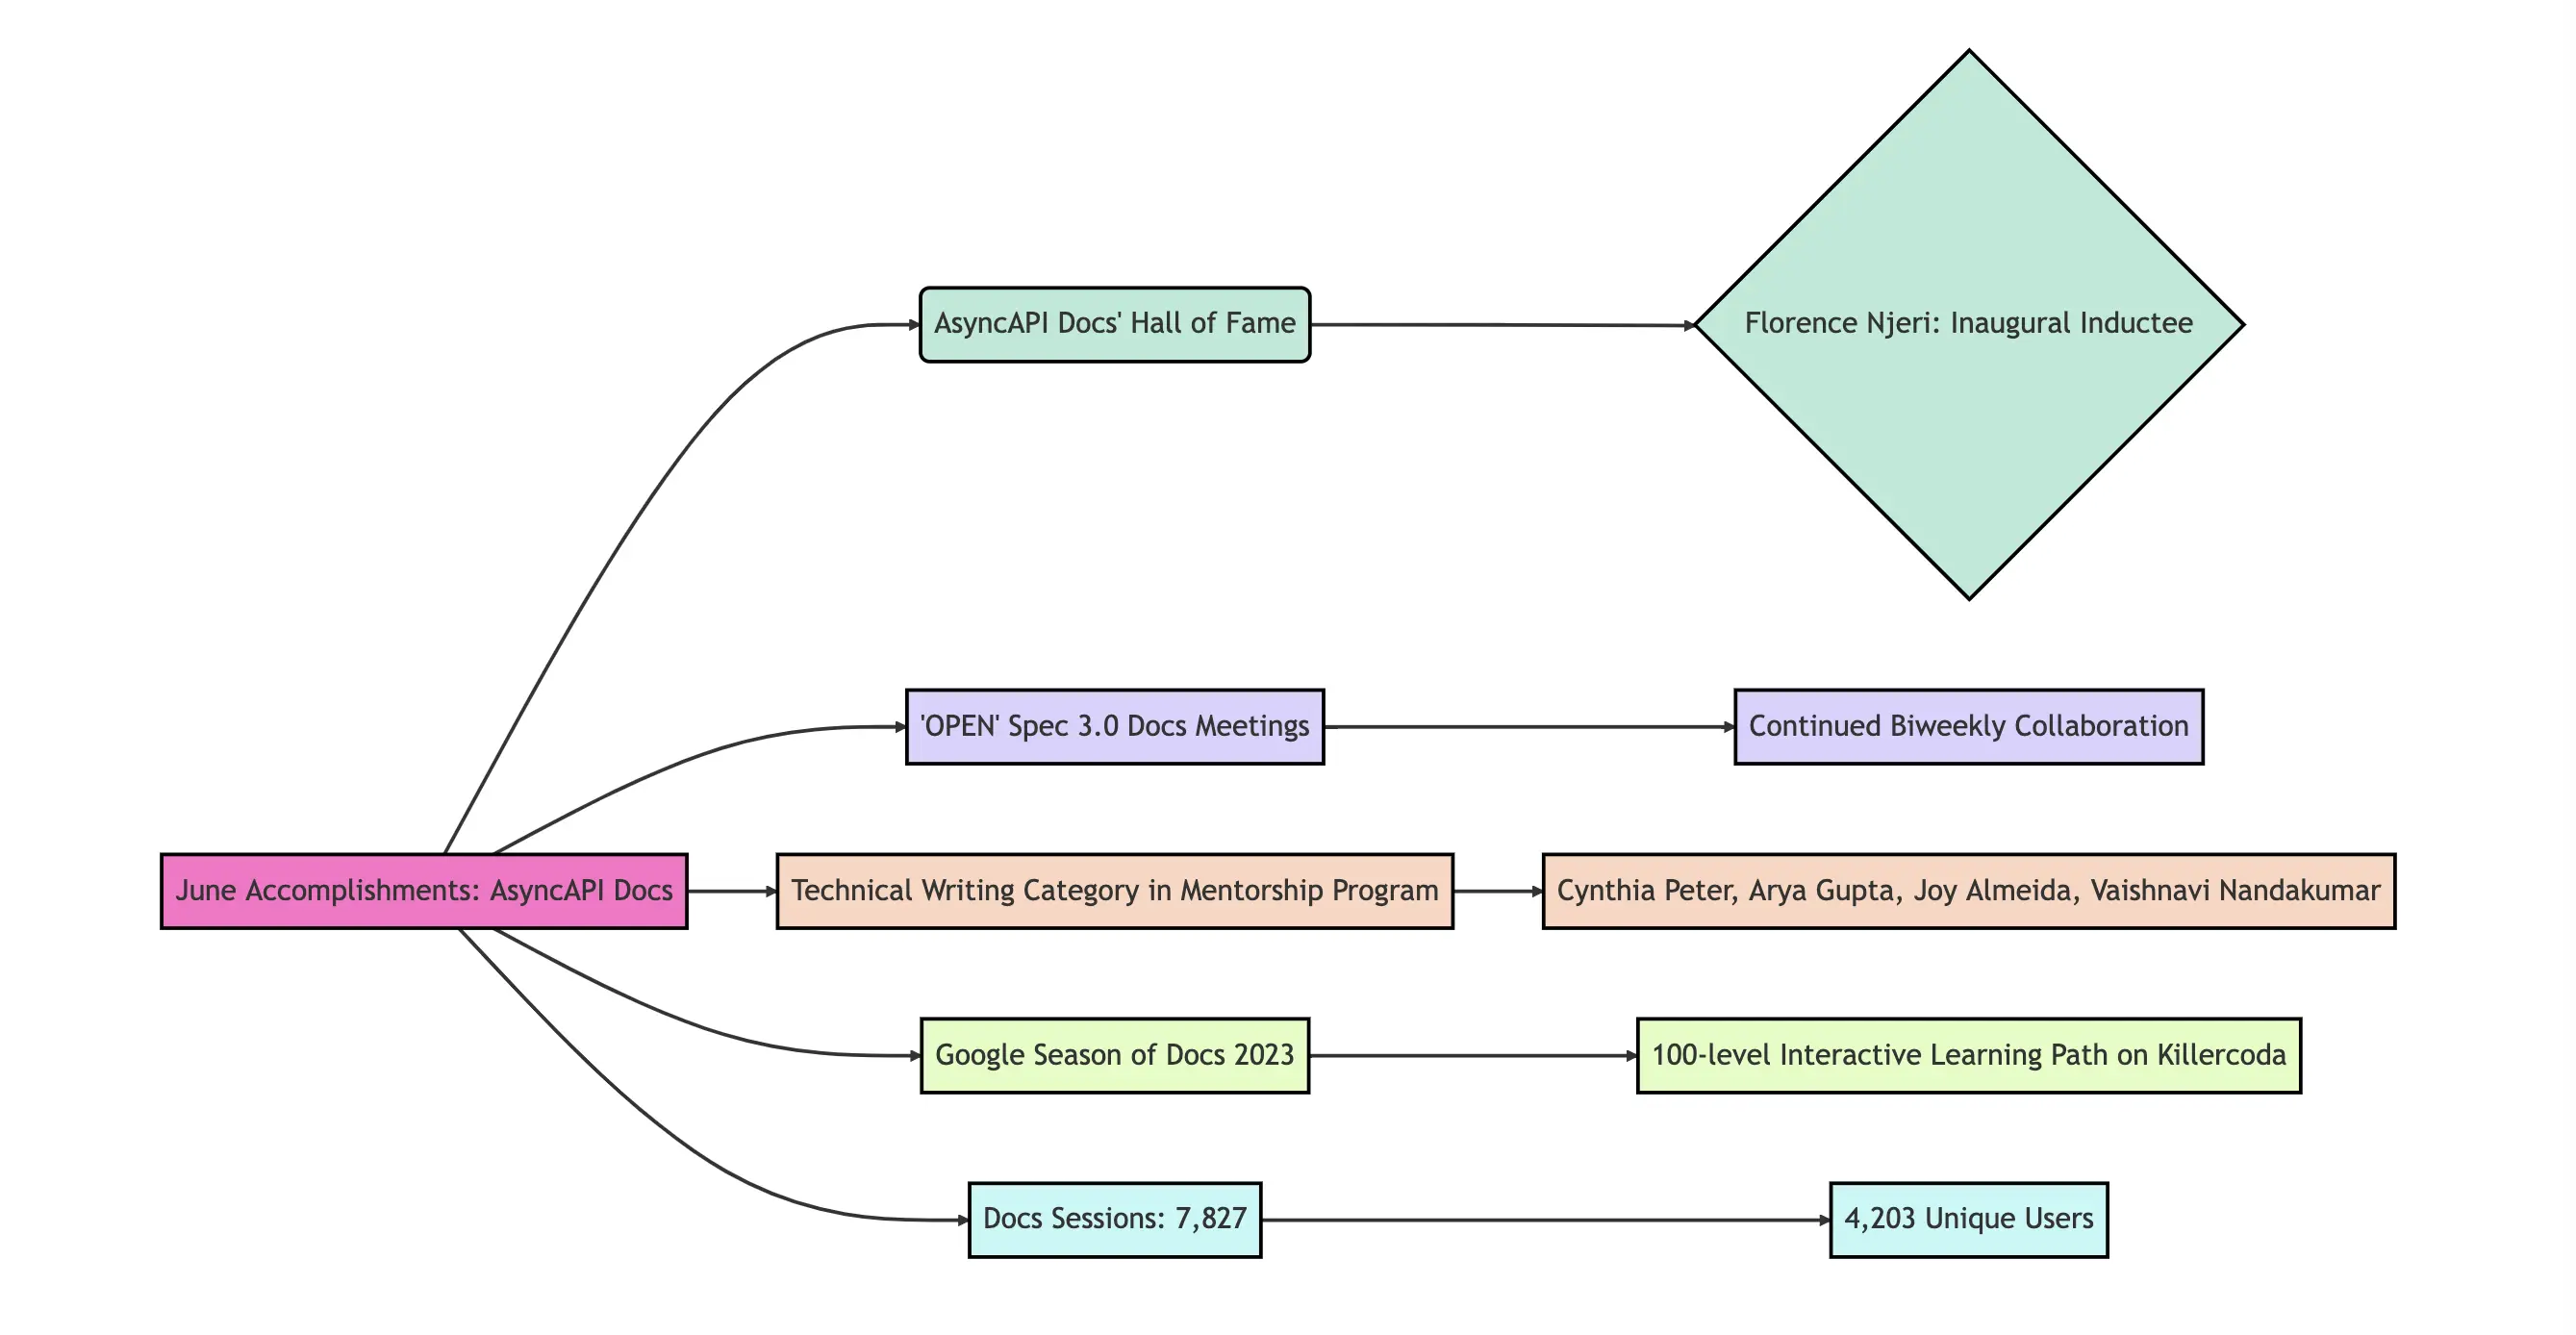 AsyncAPI Docs' Hall of Fame
Florence Njeri: Inaugural Inductee
'OPEN' Spec 3.0 Docs Meetings
Continued Biweekly Collaboration
June Accomplishments: AsyncAPI Docs
Technical Writing Category in Mentorship Program
Cynthia Peter, Arya Gupta, Joy Almeida, Vaishnavi Nandakumar
Google Season of Docs 2023
100-level Interactive Learning Path on Killercoda
Docs Sessions: 7,827
4,203 Unique Users